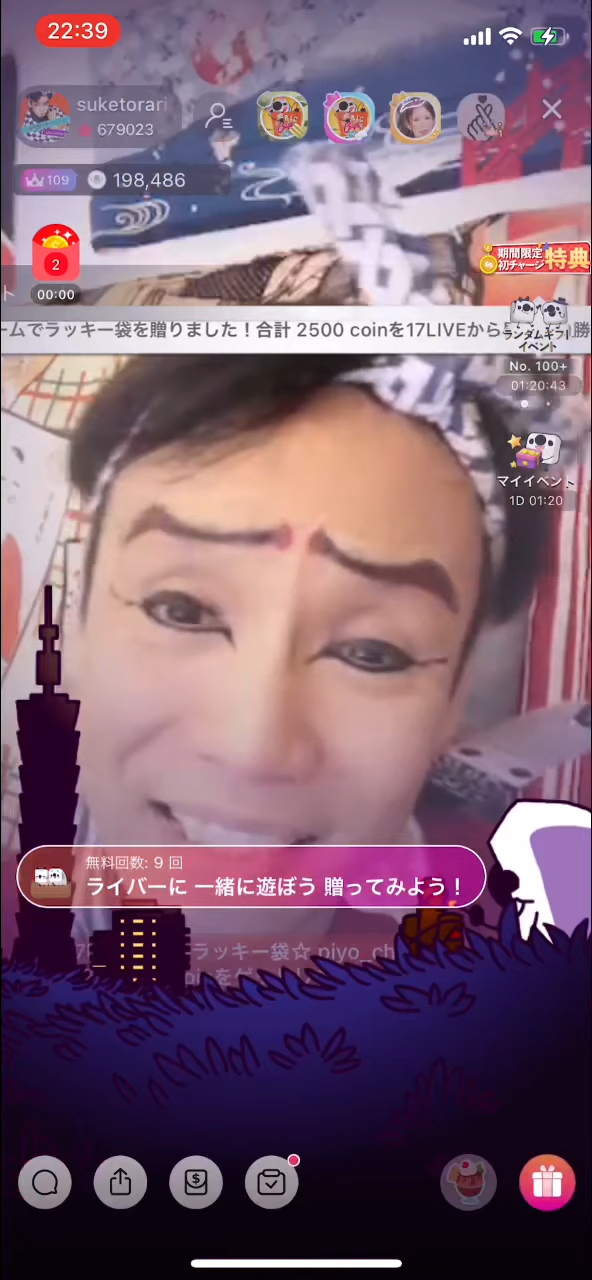 22:39
suketorari
679023
109
198,486
2
00:00
期間限定
初チャージ
特典
ト
ームでラッキー袋を贈りました！合計 2500 coinを17LIVEから
勝
ランダムギフト
イベント
No. 100+
01:20:43
マイイベント
1D 01:20
無料回数: 9 回
ライバーに 一緒に遊ぼう 贈ってみよう！
ラッキー袋☆ piyo_ch